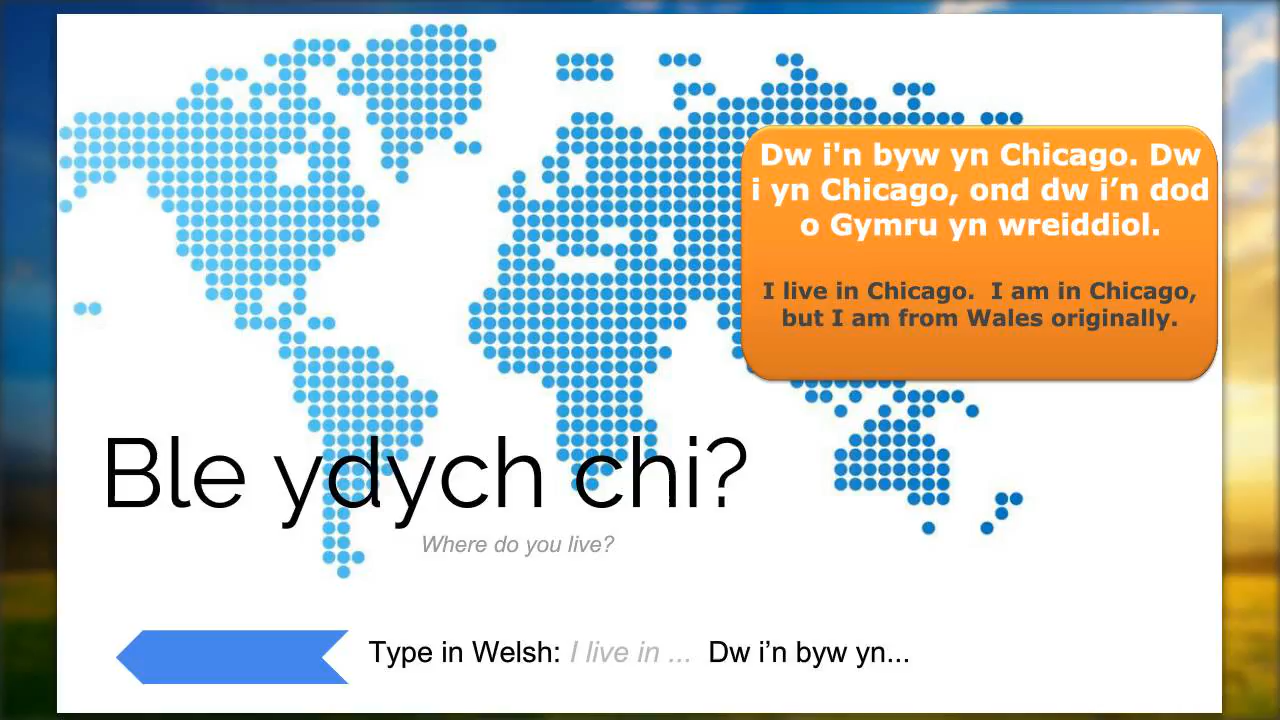 Dw i'n byw yn Chicago. Dw
i yn Chicago, ond dw i’n dod
o Gymru yn wreiddiol.
I live in Chicago.  I am in Chicago,
but I am from Wales originally.
Ble ydych chi?
Where do you live?
Type in Welsh: I live in ...  Dw i’n byw yn...